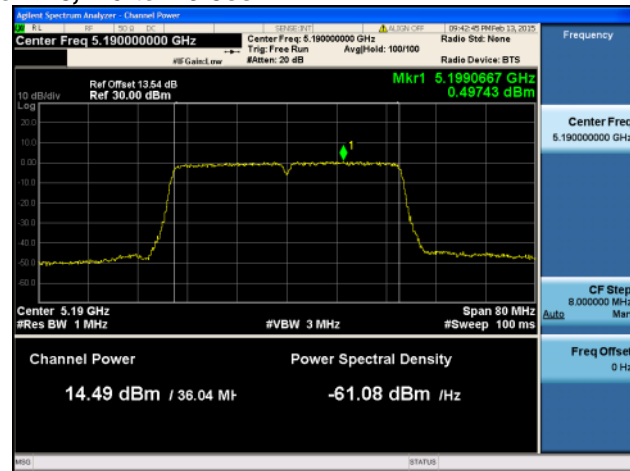 Agilent Spectrum Analyzer - Channel Power
RL RF 50 Ω DC SENSE:INT ALIGN OFF 09:42:45 PM Feb 13, 2015
Center Freq 5.190000000 GHz
Center Freq: 5.190000000 GHz
Radio Std: None
Trig: Free Run Avg|Hold: 100/100
#IFGain:Low #Atten: 20 dB Radio Device: BTS
Ref Offset 13.54 dB
10 dB/div Ref 30.00 dBm
Mkr1 5.1990667 GHz
0.49743 dBm
Log
20.0
10.0
0.00
1
-10.0
-20.0
-30.0
-40.0
-50.0
-60.0
Center 5.19 GHz Span 80 MHz
#Res BW 1 MHz #VBW 3 MHz #Sweep 100 ms
Channel Power Power Spectral Density
14.49 dBm / 36.04 MH -61.08 dBm /Hz
MSG STATUS
Frequency
Center Freq
5.190000000 GHz
CF Step
8.000000 MHz
Auto Man
Freq Offset
0 Hz